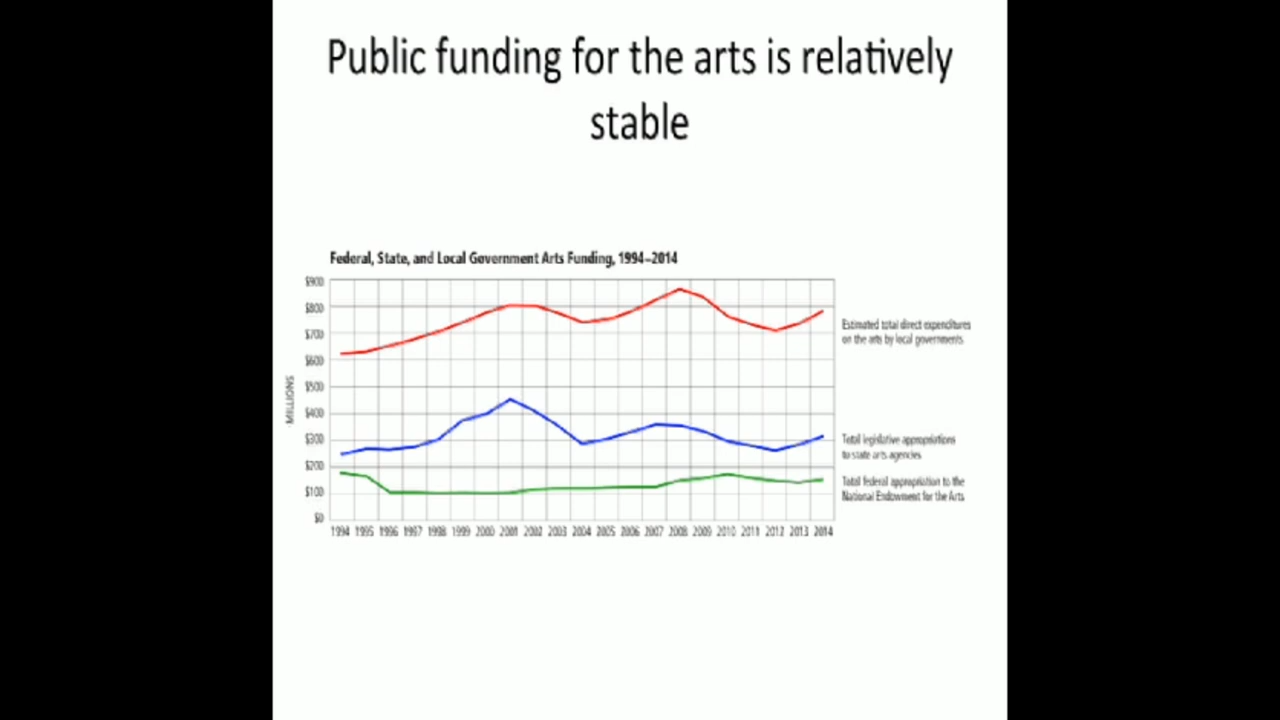 Public funding for the arts is relatively
stable
Federal, State, and Local Government Arts Funding, 1994–2014
$900
$800
$700
$600
$500
$400
$300
$200
$100
$0
MILLIONS
Estimated total direct expenditures
on the arts by local governments
Total legislative appropriations
to state arts agencies
Total federal appropriation to the
National Endowment for the Arts
1994 1995 1996 1997 1998 1999 2000 2001 2002 2003 2004 2005 2006 2007 2008 2009 2010 2011 2012 2013 2014